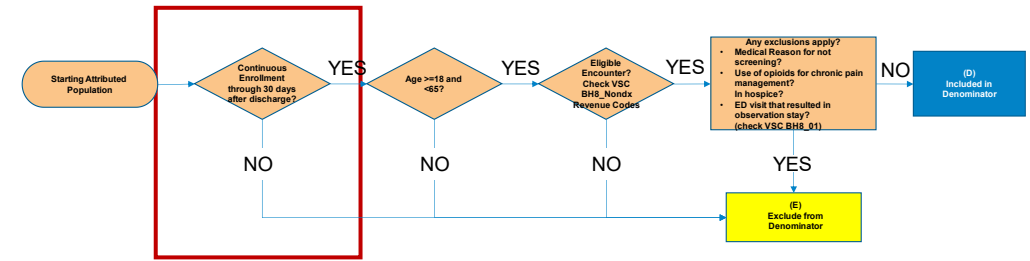 Starting Attributed
Population
Continuous
Enrollment
through 30 days
after discharge?
YES
NO
Age >=18 and
<65?
YES
NO
Eligible
Encounter?
Check VSC
BH8_Nondx
Revenue Codes
YES
NO
Any exclusions apply?
• Medical Reason for not
screening?
• Use of opioids for chronic pain
management?
• In hospice?
• ED visit that resulted in
observation stay?
(check VSC BH8_01)
NO
YES
(D)
Included in
Denominator
(E)
Exclude from
Denominator